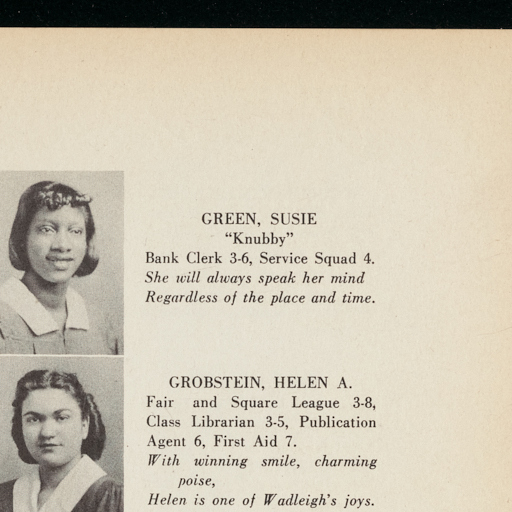 GREEN, SUSIE
“Knubby”
Bank Clerk 3-6, Service Squad 4.
She will always speak her mind
Regardless of the place and time.
GROBSTEIN, HELEN A.
Fair and Square League 3-8,
Class Librarian 3-5, Publication
Agent 6, First Aid 7.
With winning smile, charming
poise,
Helen is one of Wadleigh's joys.